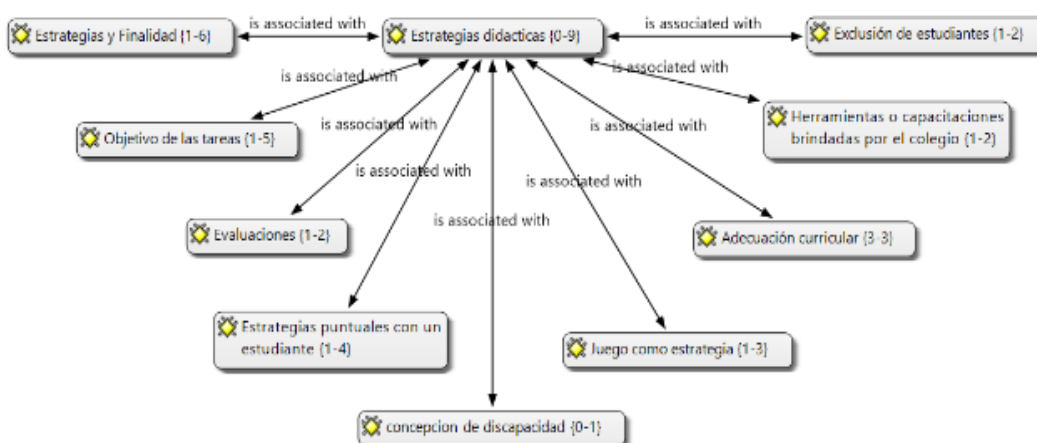 is associated with
is associated with
Estrategias y Finalidad {1-6}
Estrategias didacticas {0-9}
Exclusión de estudiantes {1-2}
is associated with
is associated with
Objetivo de las tareas {1-5}
is associated with
is associated with
Herramientas o capacitaciones
brindadas por el colegio {1-2}
is associated with
is associated with
is associated with
Evaluaciones {1-2}
Adecuación curricular {3-3}
Estrategias puntuales con un
estudiante {1-4}
Juego como estrategia {1-3}
concepcion de discapacidad {0-1}